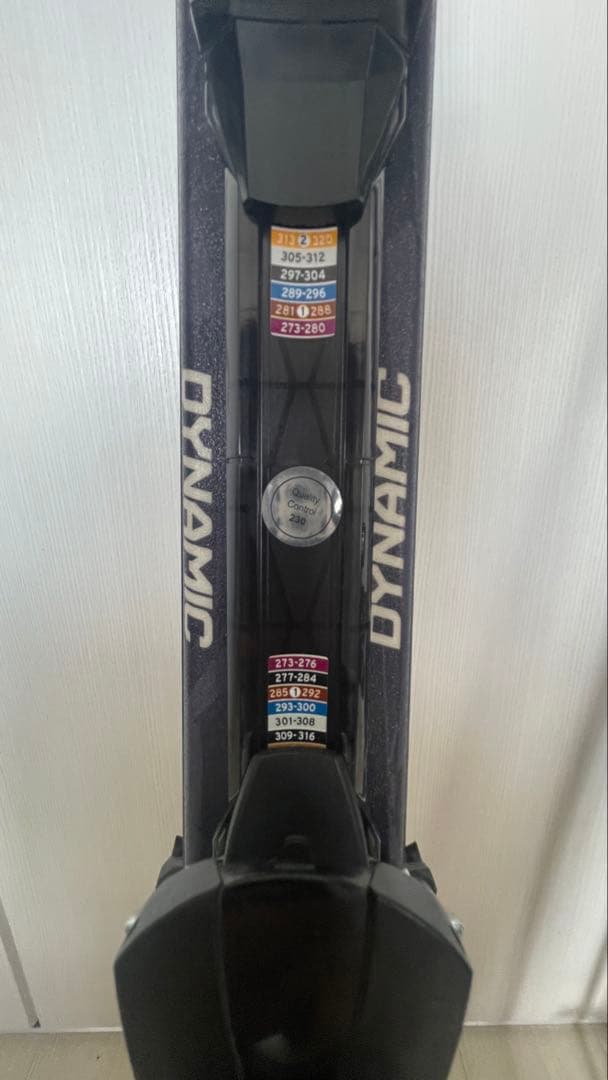 313 2 320
305-312
297-304
289-296
281 1 288
273-280
DYNAMIC
DYNAMIC
Quality
Control
230
273-276
277-284
285 1 292
293-300
301-308
309-316